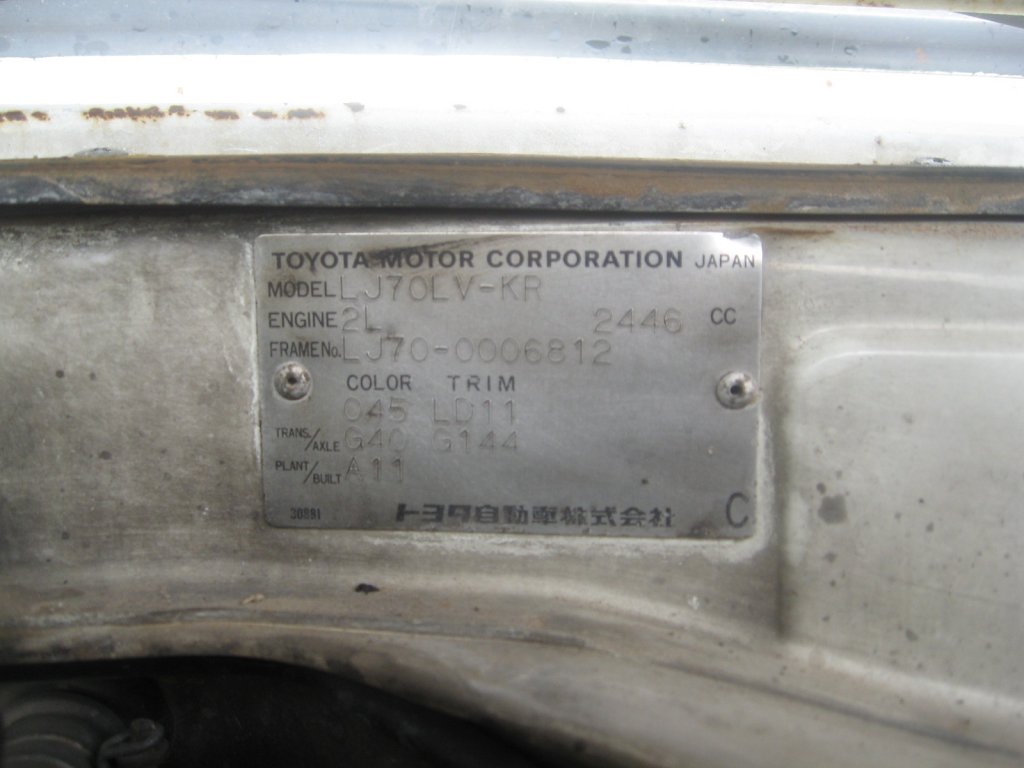 TOYOTA MOTOR CORPORATION JAPAN
MODEL LJ70LV-KR
ENGINE 2L 2446 CC
FRAME No. LJ70-0006812
COLOR TRIM
045 LD11
TRANS./AXLE G40 G144
PLANT/BUILT A11
30881 トヨタ自動車株式会社 C